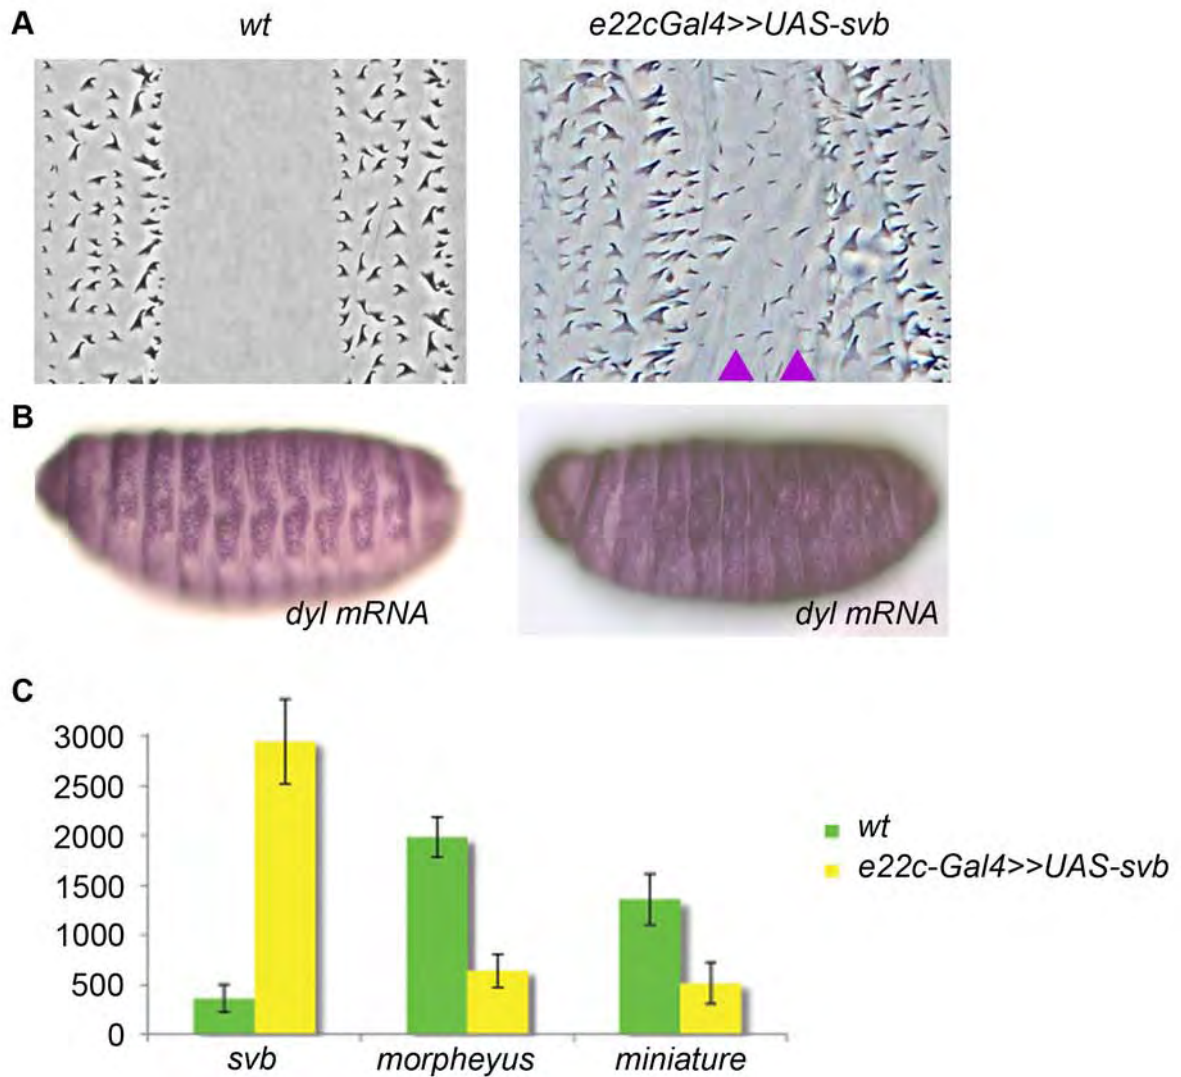 A
wt
e22cGal4>>UAS-svb
B
dyl mRNA
dyl mRNA
C
3000
2500
2000
1500
1000
500
0
svb
morpheyus
miniature
wt
e22c-Gal4>>UAS-svb